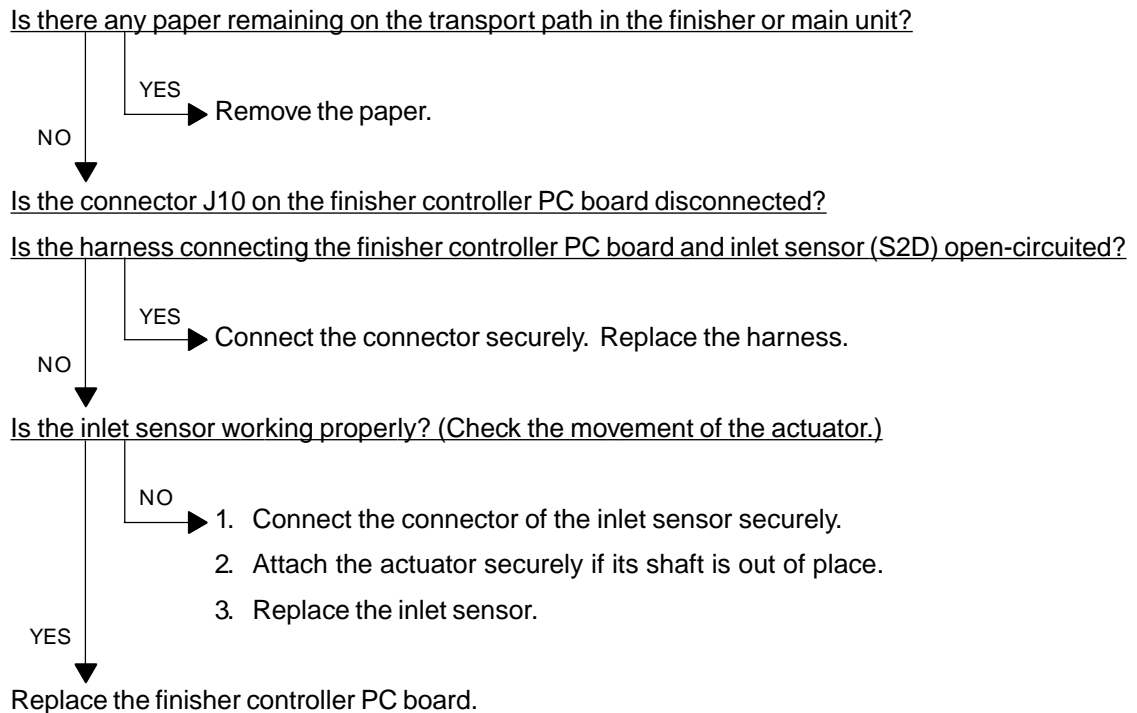 Is there any paper remaining on the transport path in the finisher or main unit?
YES
Remove the paper.
NO
Is the connector J10 on the finisher controller PC board disconnected?
Is the harness connecting the finisher controller PC board and inlet sensor (S2D) open-circuited?
YES
Connect the connector securely. Replace the harness.
NO
Is the inlet sensor working properly? (Check the movement of the actuator.)
NO
1. Connect the connector of the inlet sensor securely.
2. Attach the actuator securely if its shaft is out of place.
3. Replace the inlet sensor.
YES
Replace the finisher controller PC board.